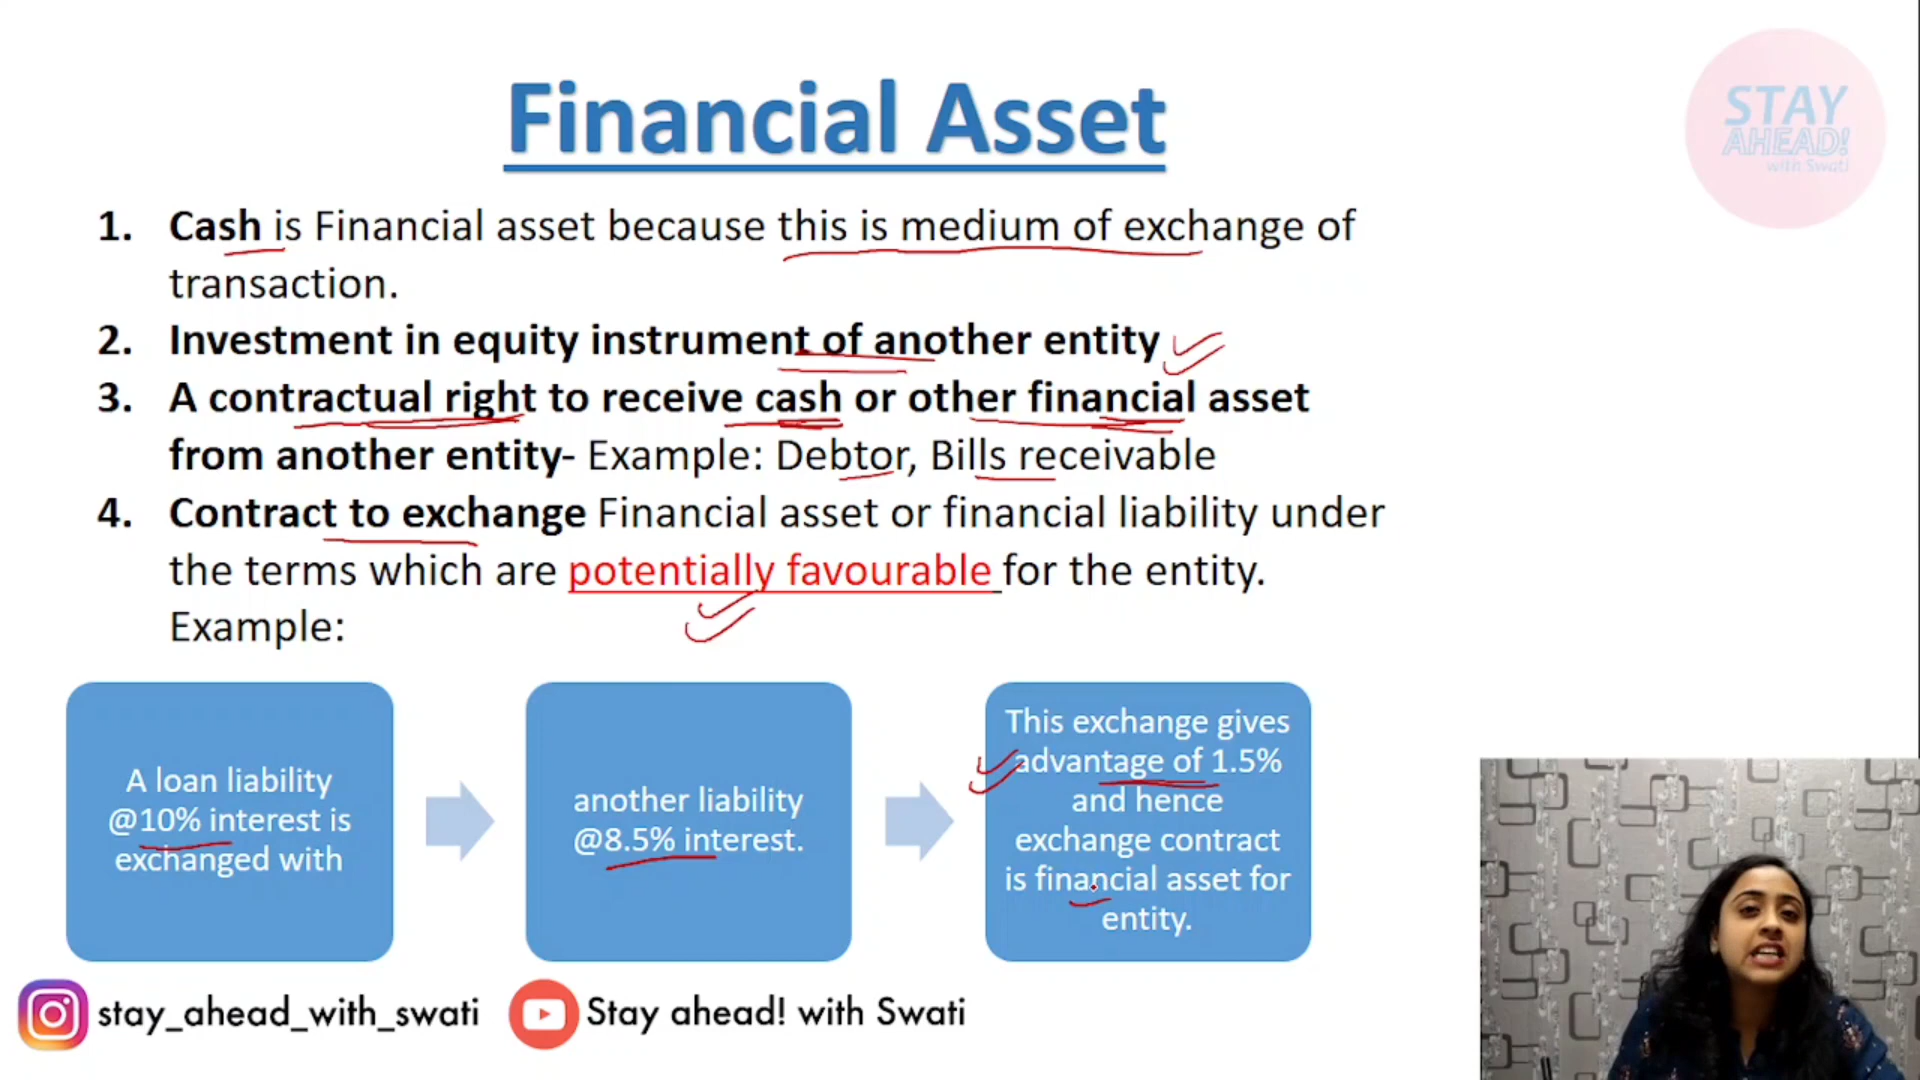 Financial Asset
STAY
AHEAD!
with Swati
1. Cash is Financial asset because this is medium of exchange of
transaction.
2. Investment in equity instrument of another entity
3. A contractual right to receive cash or other financial asset
from another entity- Example: Debtor, Bills receivable
4. Contract to exchange Financial asset or financial liability under
the terms which are potentially favourable for the entity.
Example:
A loan liability
@10% interest is
exchanged with
another liability
@8.5% interest.
This exchange gives
advantage of 1.5%
and hence
exchange contract
is financial asset for
entity.
stay_ahead_with_swati
Stay ahead! with Swati